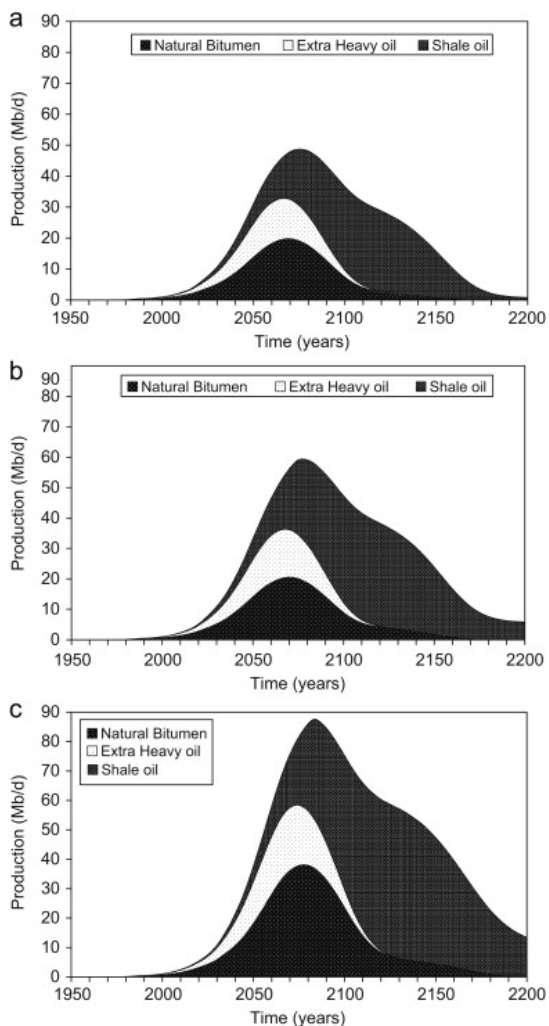 a
90
80
70
60
50
40
30
20
10
0
Production (Mb/d)
Natural Bitumen Extra Heavy oil Shale oil
1950 2000 2050 2100 2150 2200
Time (years)
b
90
80
70
60
50
40
30
20
10
0
Production (Mb/d)
Natural Bitumen Extra Heavy oil Shale oil
1950 2000 2050 2100 2150 2200
Time (years)
c
90
80
70
60
50
40
30
20
10
0
Production (Mb/d)
Natural Bitumen
Extra Heavy oil
Shale oil
1950 2000 2050 2100 2150 2200
Time (years)